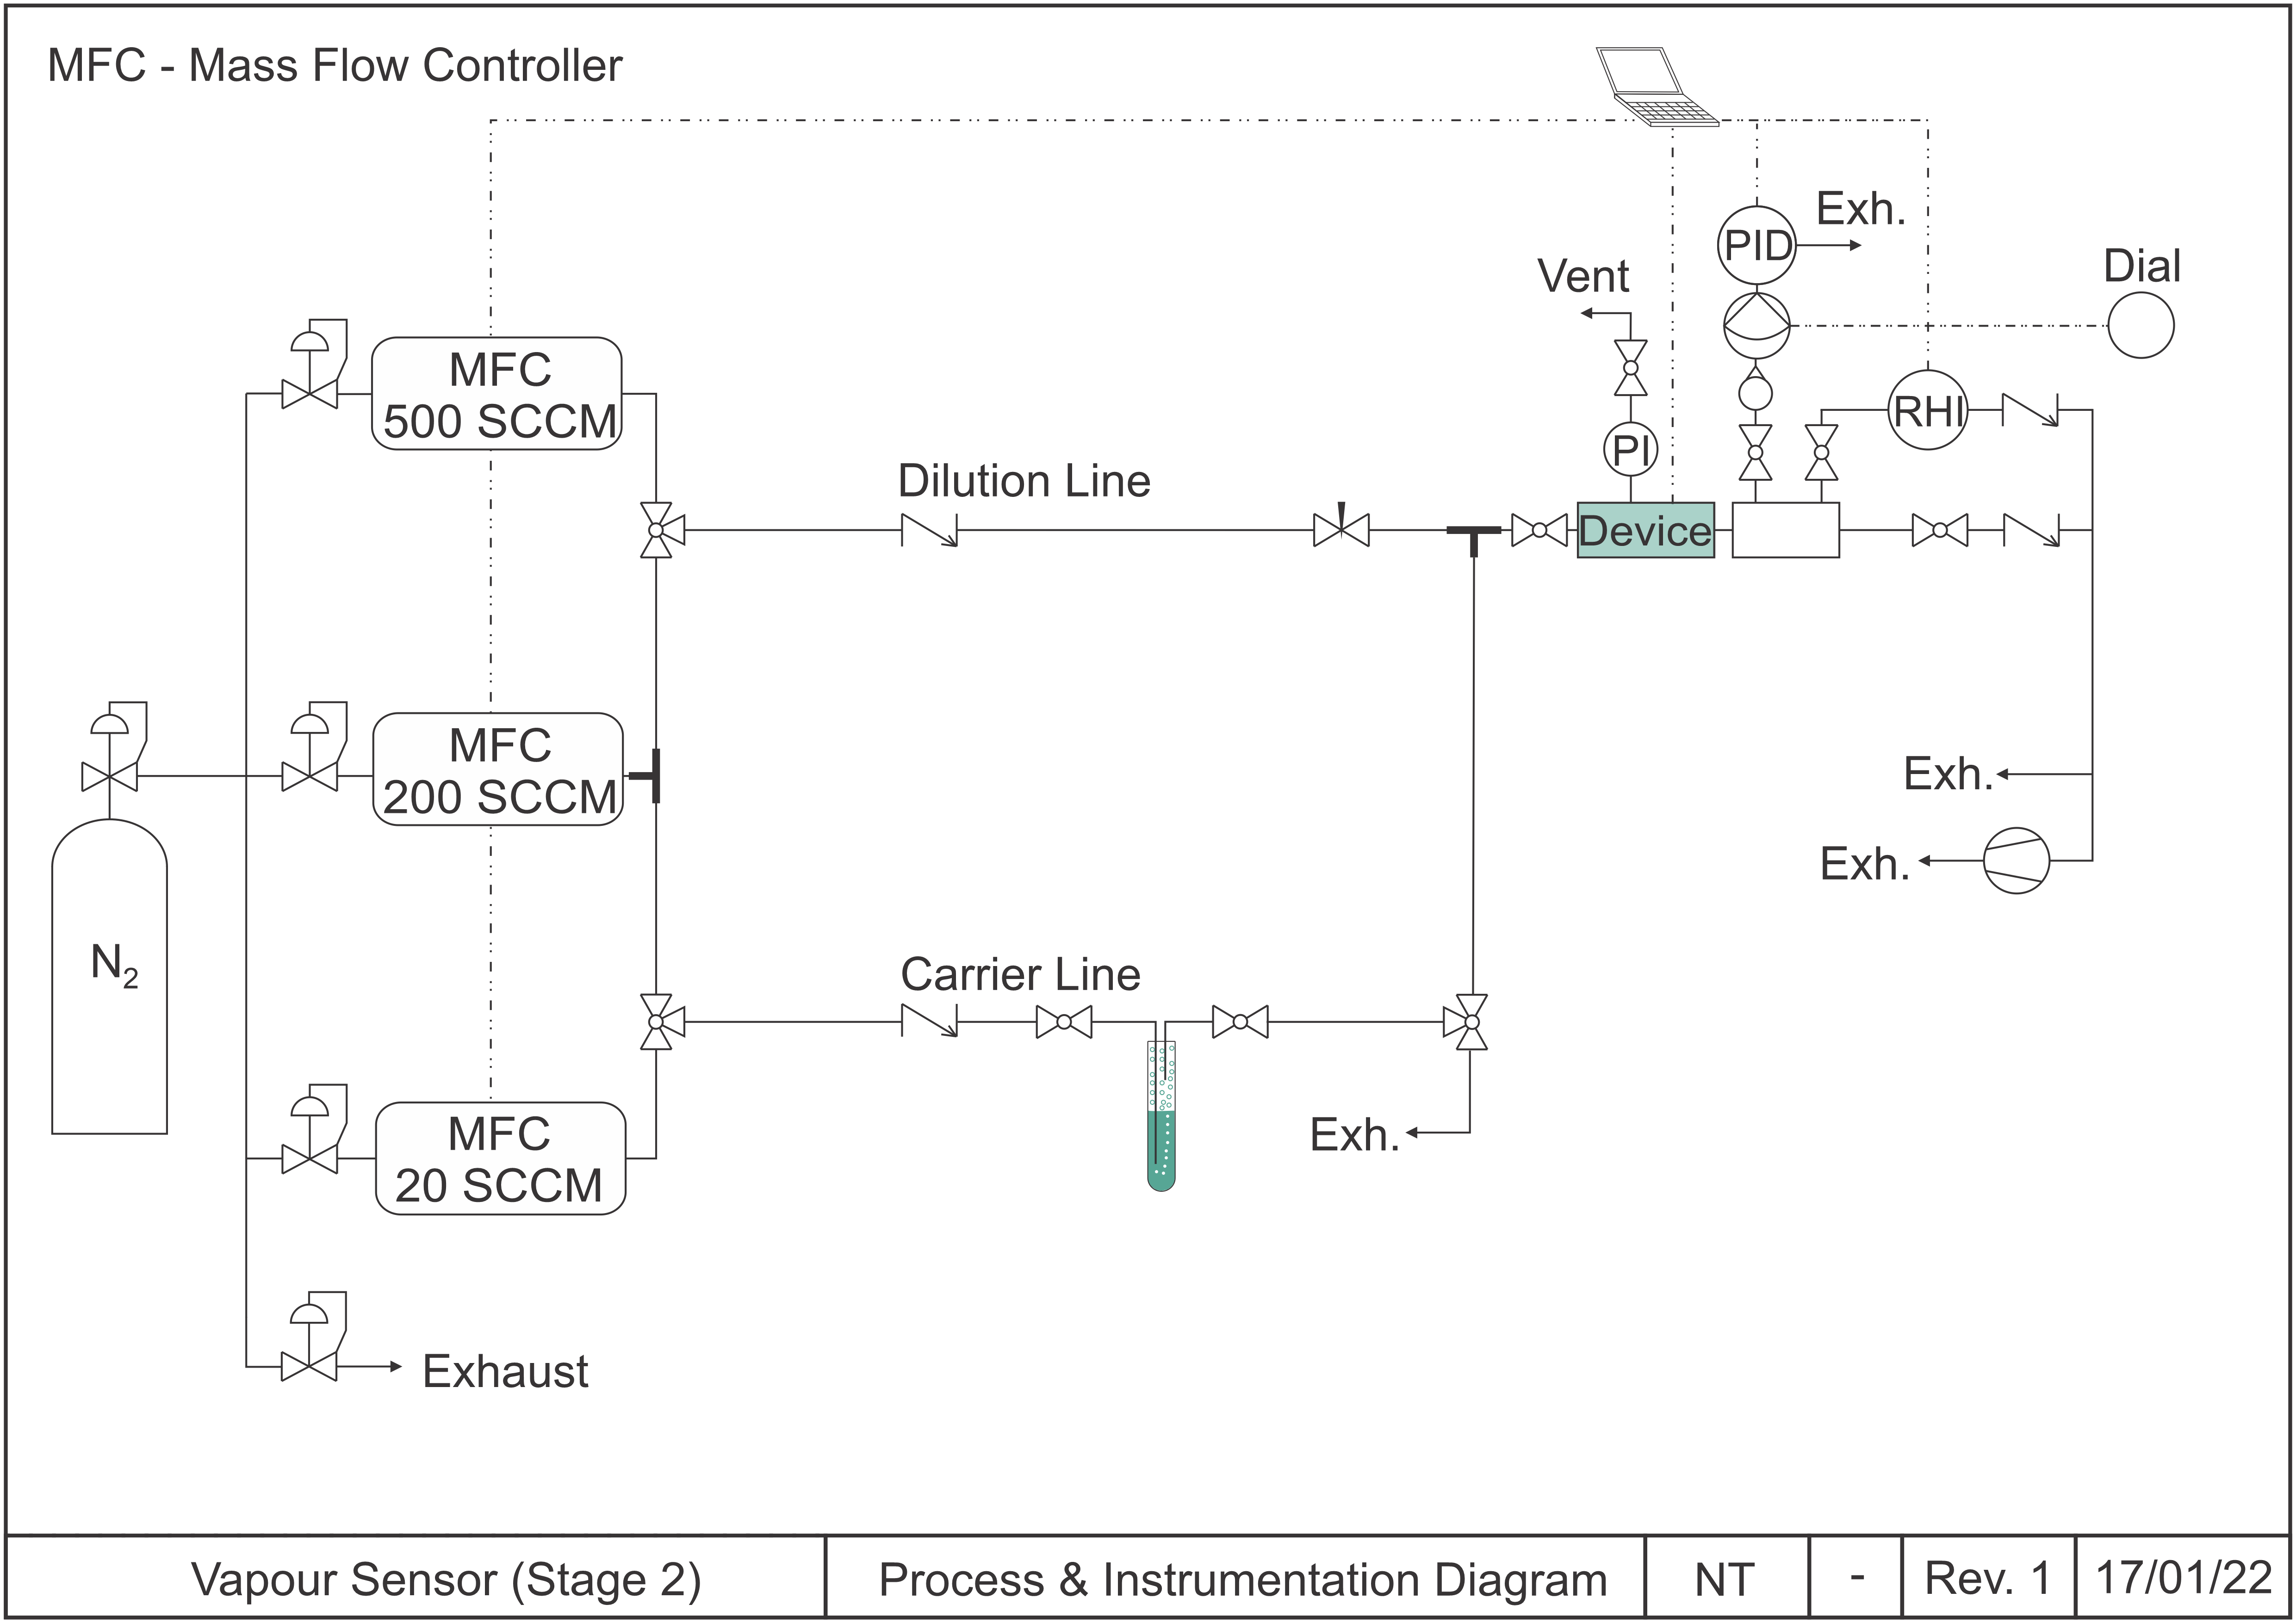 MFC - Mass Flow Controller
Exh.
PID
Vent
Dial
MFC
500 SCCM
RHI
PI
Dilution Line
Device
MFC
200 SCCM
Exh.
Exh.
N₂
Carrier Line
MFC
20 SCCM
Exh.
Exhaust
Vapour Sensor (Stage 2)
Process & Instrumentation Diagram
NT
-
Rev. 1
17/01/22